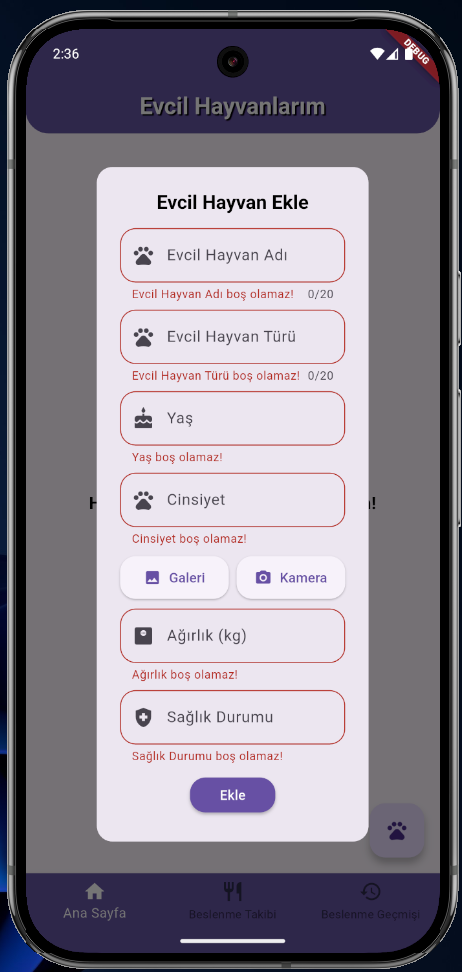 2:36
DEBUG
Evcil Hayvanlarım
Evcil Hayvan Ekle
Evcil Hayvan Adı
Evcil Hayvan Adı boş olamaz! 0/20
Evcil Hayvan Türü
Evcil Hayvan Türü boş olamaz! 0/20
Yaş
Yaş boş olamaz!
Cinsiyet
Cinsiyet boş olamaz!
Galeri Kamera
Ağırlık (kg)
Ağırlık boş olamaz!
Sağlık Durumu
Sağlık Durumu boş olamaz!
Ekle
Ana Sayfa Beslenme Takibi Beslenme Geçmişi